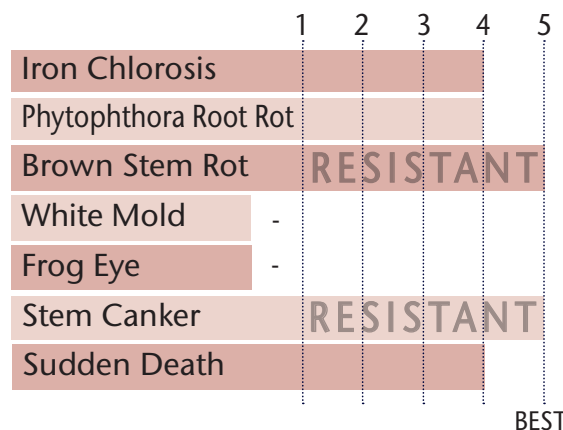 1 2 3 4 5
Iron Chlorosis
Phytophthora Root Rot
Brown Stem Rot RESISTANT
White Mold -
Frog Eye -
Stem Canker RESISTANT
Sudden Death
BEST